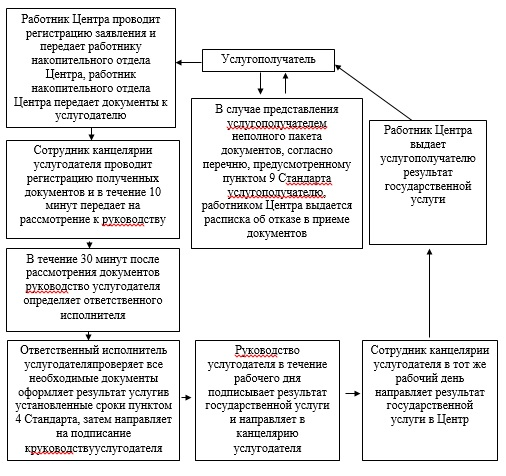 Работник Центра проводит
регистрацию заявления и
передает работнику
накопительного отдела
Центра, работник
накопительного отдела
Центра передает документы к
услугодателю
Услугополучатель
В случае представления
услугополучателем
неполного пакета
документов, согласно
перечню, предусмотренному
пунктом 9 Стандарта
услугополучателю,
работником Центра выдается
расписка об отказе в приеме
документов
Работник Центра
выдает
услугополучателю
результат
государственной
услуги
Сотрудник канцелярии
услугодателя проводит
регистрацию полученных
документов и в течение 10
минут передает на
рассмотрение к руководству
В течение 30 минут после
рассмотрения документов
руководство услугодателя
определяет ответственного
исполнителя
Ответственный исполнитель
услугодателяпроверяет все
необходимые документы
оформляет результат услугив
установленные сроки пунктом
4 Стандарта, затем направляет
на подписание
круководствууслугодателя
Руководство
услугодателя в течение
рабочего дня
подписывает результат
государственной услуги
и направляет в
канцелярию
услугодателя
Сотрудник канцелярии
услугодателя в тот же
рабочий день
направляет результат
государственной
услуги в Центр